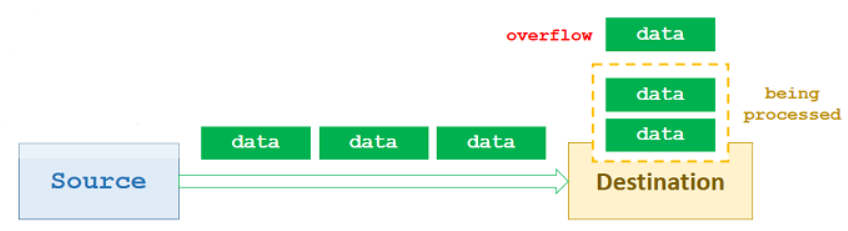 overflow data
data
being
processed
data
data data data
Source
Destination